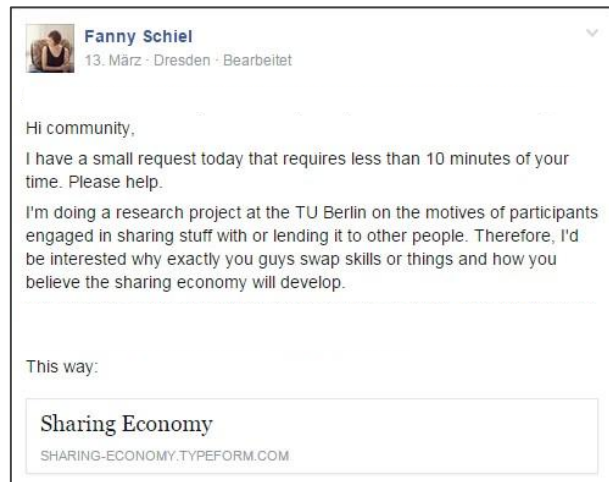 Fanny Schiel
13. März · Dresden · Bearbeitet
Hi community,
I have a small request today that requires less than 10 minutes of your
time. Please help.
I'm doing a research project at the TU Berlin on the motives of participants
engaged in sharing stuff with or lending it to other people. Therefore, I'd
be interested why exactly you guys swap skills or things and how you
believe the sharing economy will develop.
This way:
Sharing Economy
SHARING-ECONOMY.TYPEFORM.COM